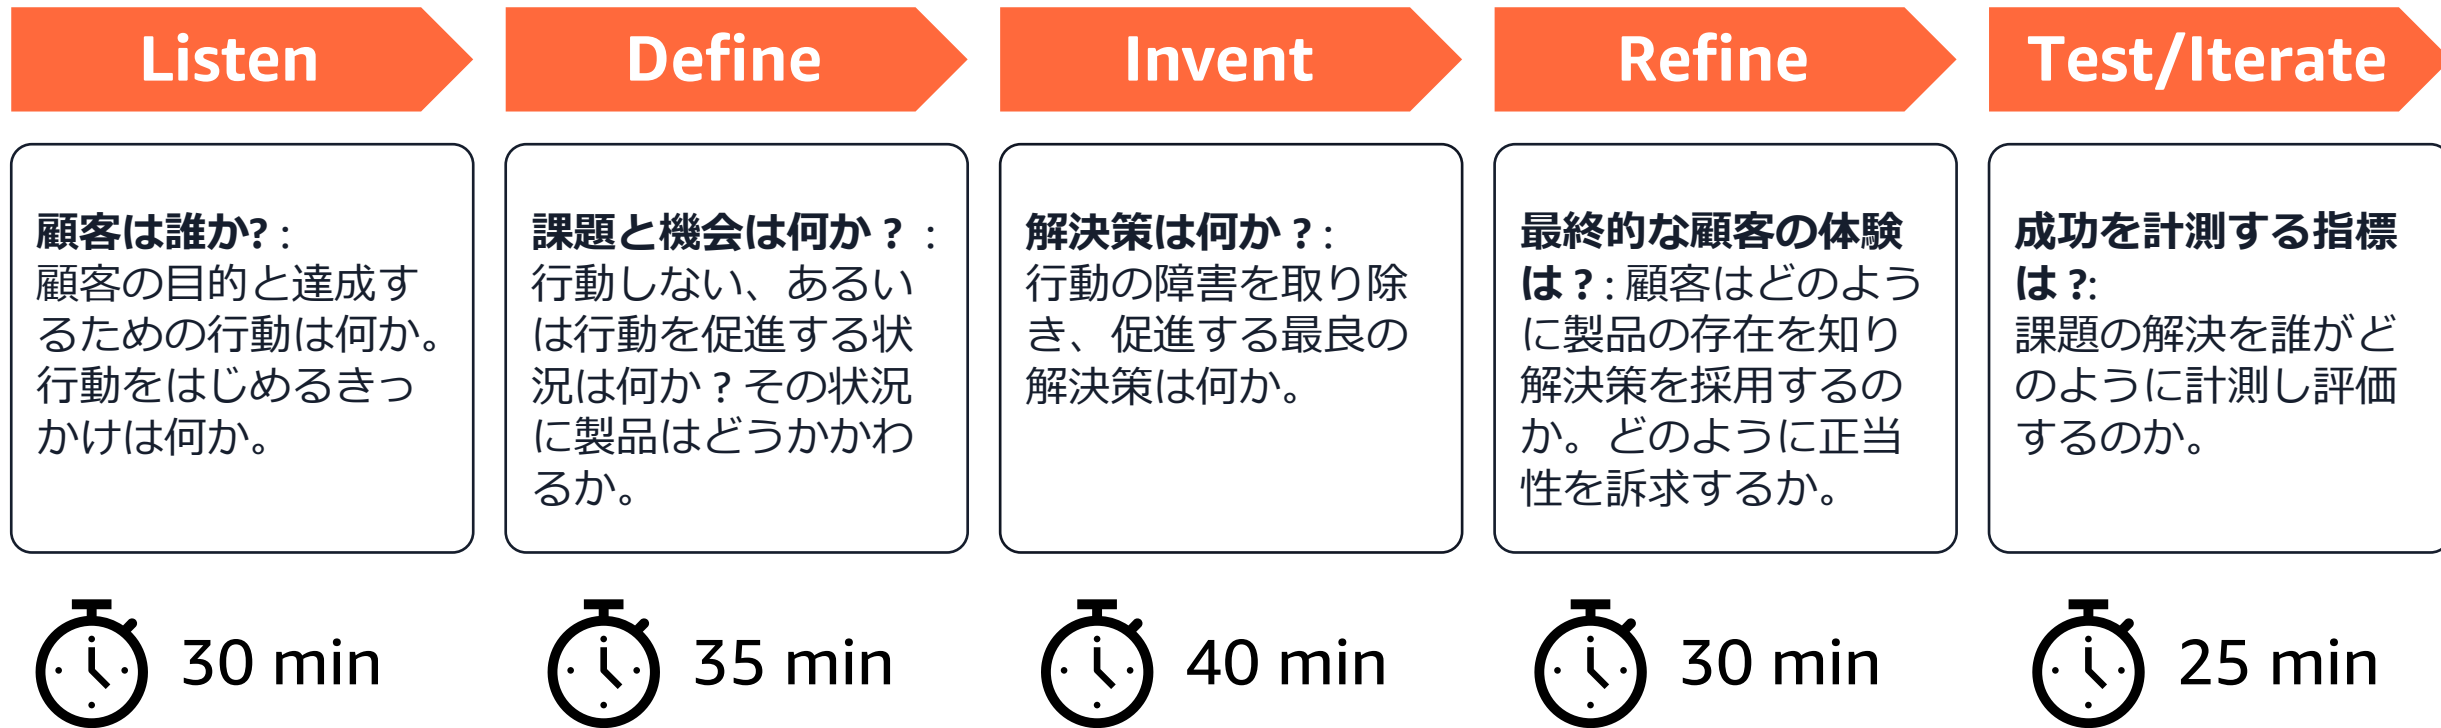 Listen
顧客は誰か? :
顧客の目的と達成す
るための行動は何か。
行動をはじめるきっ
かけは何か。
30 min
Define
課題と機会は何か ? :
行動しない、あるい
は行動を促進する状
況は何か ? その状況
に製品はどうかかわ
るか。
35 min
Invent
解決策は何か ? :
行動の障害を取り除
き、促進する最良の
解決策は何か。
40 min
Refine
最終的な顧客の体験
は ? : 顧客はどのよう
に製品の存在を知り
解決策を採用するの
か。どのように正当
性を訴求するか。
30 min
Test/Iterate
成功を計測する指標
は ?:
課題の解決を誰がど
のように計測し評価
するのか。
25 min